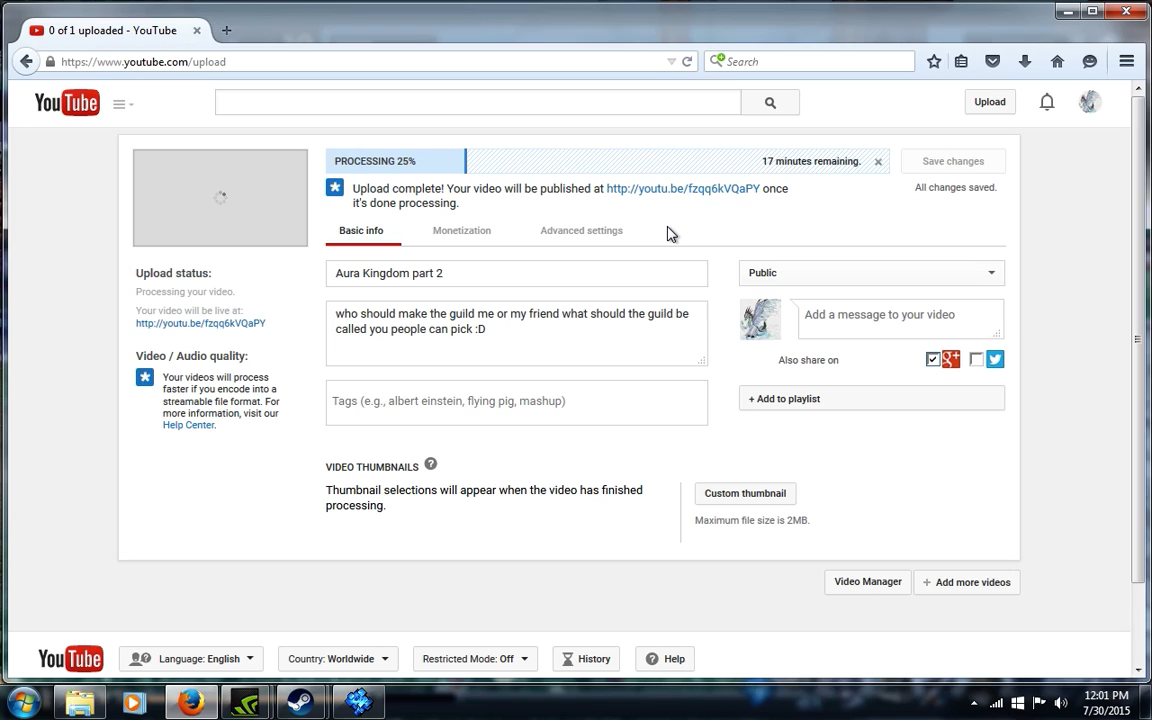 0 of 1 uploaded - YouTube
https://www.youtube.com/upload
Search
YouTube
Upload
PROCESSING 25%
17 minutes remaining.
Save changes
Upload complete! Your video will be published at http://youtu.be/fzqq6kVQaPY once
it's done processing.
All changes saved.
Basic info
Monetization
Advanced settings
Upload status:
Processing your video.
Your video will be live at:
http://youtu.be/fzqq6kVQaPY
Video / Audio quality:
Your videos will process
faster if you encode into a
streamable file format. For
more information, visit our
Help Center.
Aura Kingdom part 2
who should make the guild me or my friend what should the guild be
called you people can pick :D
Tags (e.g., albert einstein, flying pig, mashup)
Public
Add a message to your video
Also share on
g+
+ Add to playlist
VIDEO THUMBNAILS ?
Thumbnail selections will appear when the video has finished
processing.
Custom thumbnail
Maximum file size is 2MB.
Video Manager
+ Add more videos
YouTube
Language: English
Country: Worldwide
Restricted Mode: Off
History
Help
12:01 PM
7/30/2015